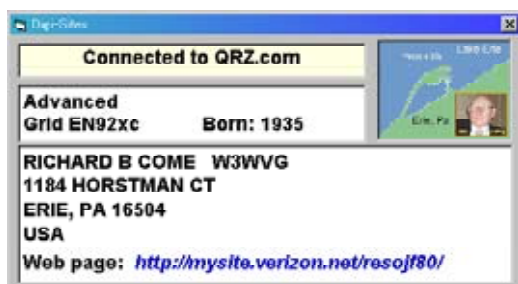 Digi-Sites
Connected to QRZ.com
Lake Erie
Advanced
Grid EN92xc Born: 1935
Erie, Pa
RICHARD B COME W3WVG
1184 HORSTMAN CT
ERIE, PA 16504
USA
Web page: http://mysite.verizon.net/resojf80/